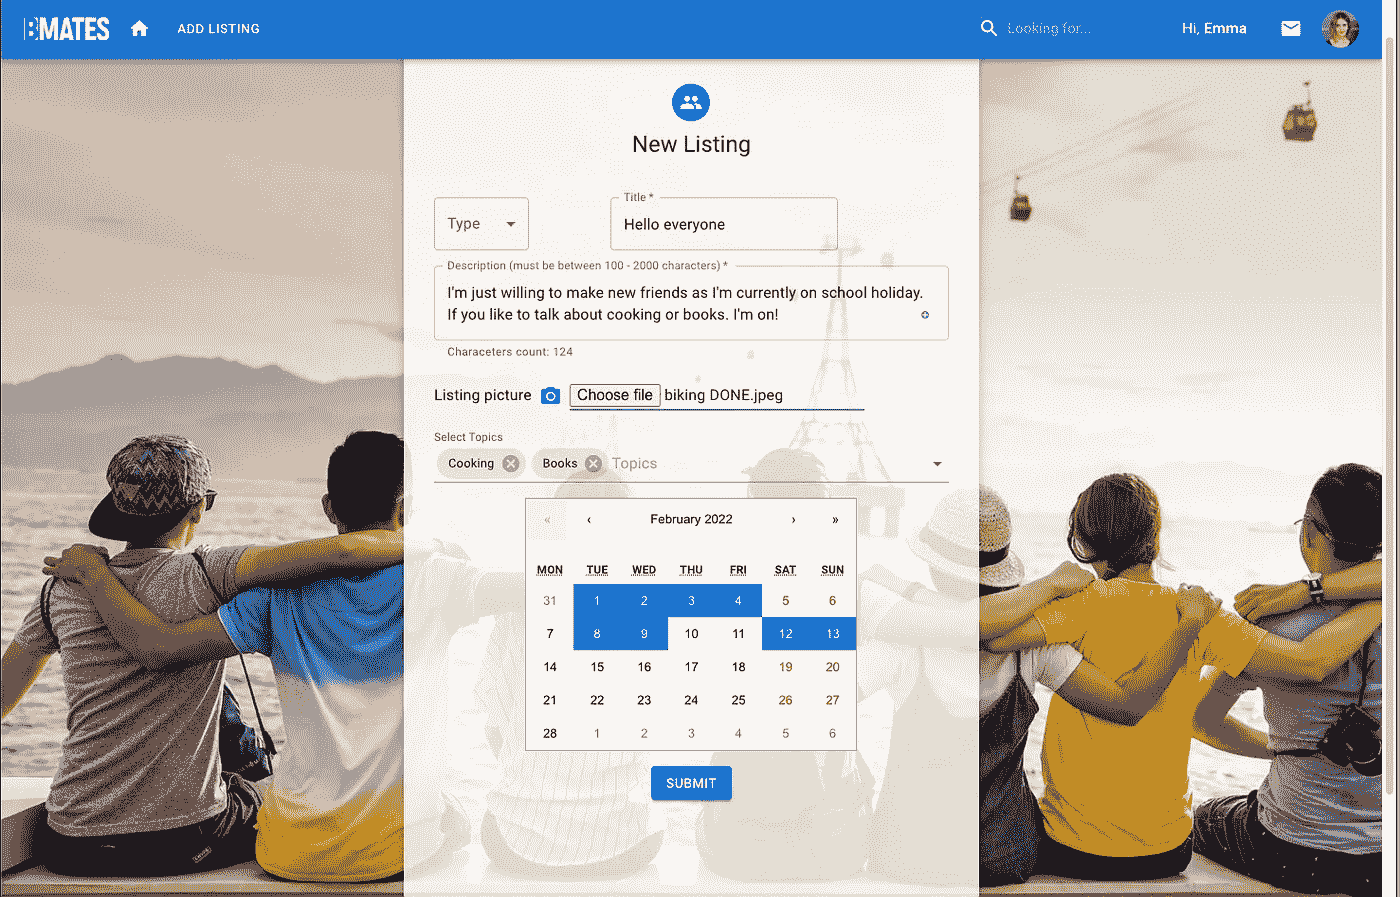 BMATES ADD LISTING Looking for... Hi, Emma
New Listing
Type
Title *
Hello everyone
Description (must be between 100 - 2000 characters) *
I'm just willing to make new friends as I'm currently on school holiday.
If you like to talk about cooking or books. I'm on!
Characeters count: 124
Listing picture Choose file biking DONE.jpeg
Select Topics
Cooking Books Topics
« ‹ February 2022 › »
MON TUE WED THU FRI SAT SUN
31 1 2 3 4 5 6
7 8 9 10 11 12 13
14 15 16 17 18 19 20
21 22 23 24 25 26 27
28 1 2 3 4 5 6
SUBMIT